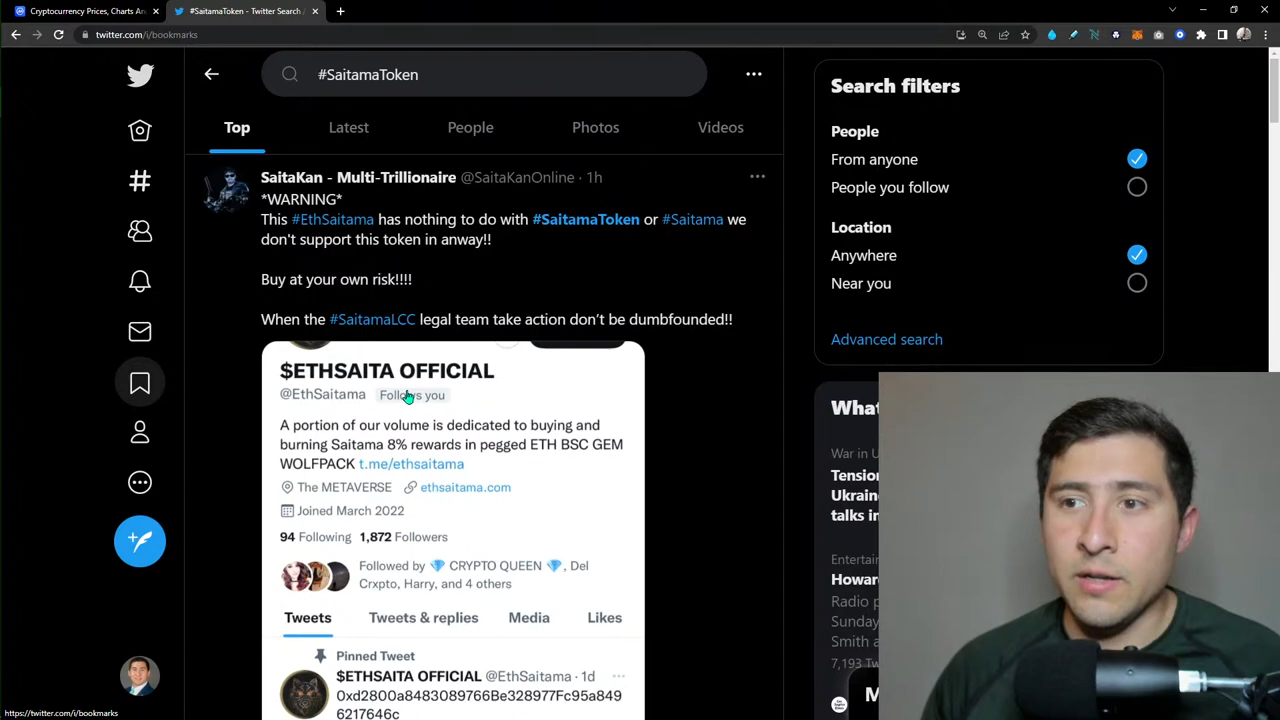 Cryptocurrency Prices, Charts An
#SaitamaToken - Twitter Search
twitter.com/i/bookmarks
#SaitamaToken
Top
Latest
People
Photos
Videos
SaitaKan - Multi-Trillionaire @SaitaKanOnline · 1h
*WARNING*
This #EthSaitama has nothing to do with #SaitamaToken or #Saitama we
don't support this token in anway!!
Buy at your own risk!!!!
When the #SaitamaLCC legal team take action don't be dumbfounded!!
$ETHSAITA OFFICIAL
@EthSaitama Follows you
A portion of our volume is dedicated to buying and
burning Saitama 8% rewards in pegged ETH BSC GEM
WOLFPACK t.me/ethsaitama
The METAVERSE ethsaitama.com
Joined March 2022
94 Following 1,872 Followers
Followed by 💎 CRYPTO QUEEN 💎, Del
Crxpto, Harry, and 4 others
Tweets
Tweets & replies
Media
Likes
Pinned Tweet
$ETHSAITA OFFICIAL @EthSaitama · 1d
0xd2800a8483089766Be328977Fc95a849
6217646c
Search filters
People
From anyone
People you follow
Location
Anywhere
Near you
Advanced search
What
War in U
Tension
Ukrain
talks in
Entertain
Howar
Radio p
Sunday
Smith a
7,193 Tw
M
https://twitter.com/i/bookmarks